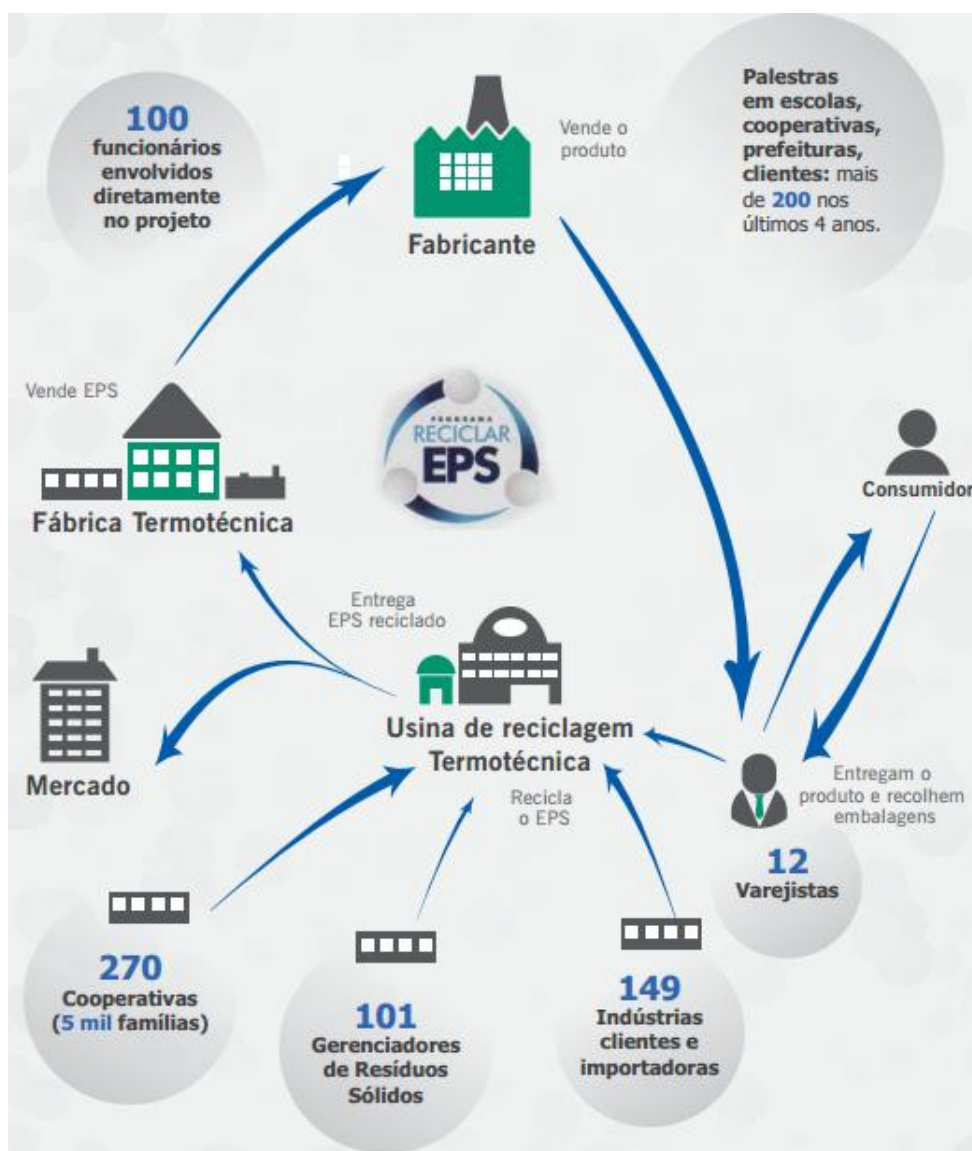 100
funcionários
envolvidos
diretamente
no projeto
Vende o
produto
Fabricante
Palestras
em escolas,
cooperativas,
prefeituras,
clientes: mais
de 200 nos
últimos 4 anos.
Vende EPS
Fábrica Termotécnica
PROGRAMA
RECICLAR
EPS
Consumidor
Entrega
EPS reciclado
Mercado
Usina de reciclagem
Termotécnica
Recicla
o EPS
Entregam o
produto e recolhem
embalagens
12
Varejistas
270
Cooperativas
(5 mil famílias)
101
Gerenciadores
de Resíduos
Sólidos
149
Indústrias
clientes e
importadoras